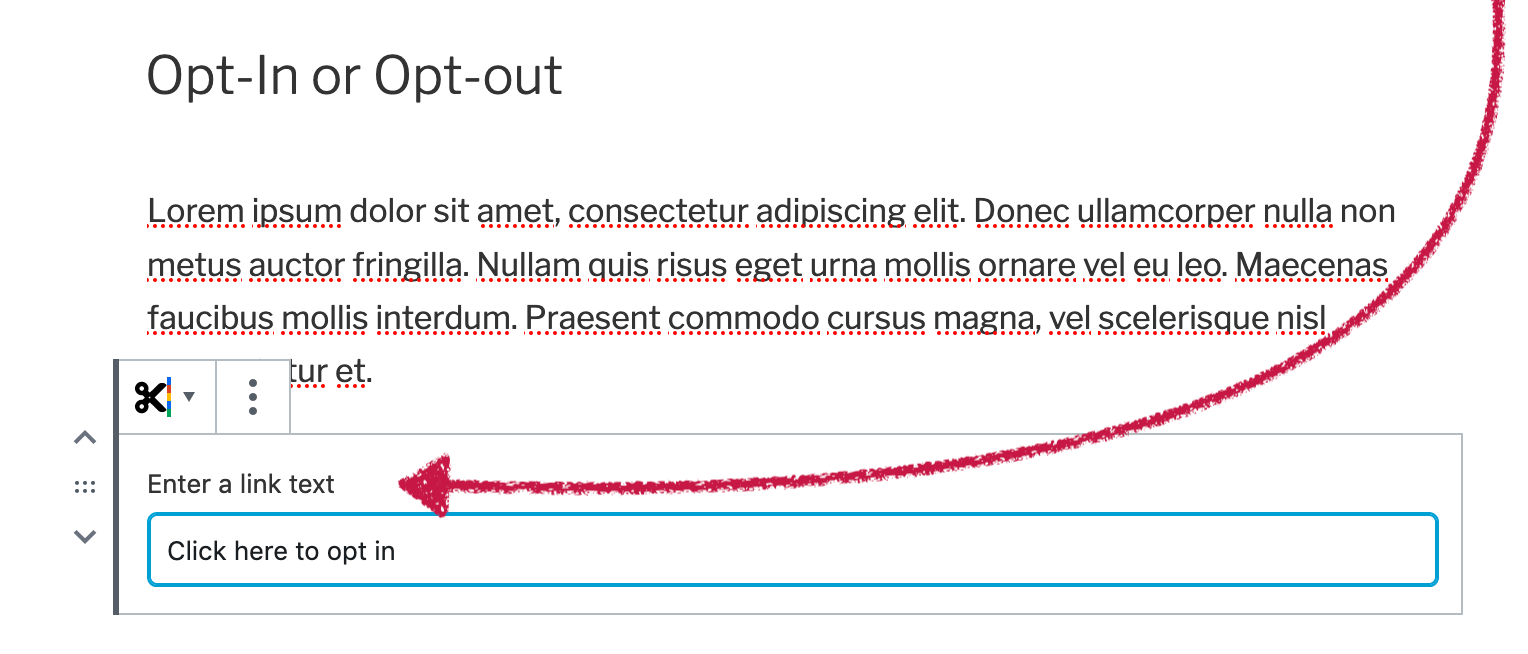 Opt-In or Opt-out
Lorem ipsum dolor sit amet, consectetur adipiscing elit. Donec ullamcorper nulla non
metus auctor fringilla. Nullam quis risus eget urna mollis ornare vel eu leo. Maecenas
faucibus mollis interdum. Praesent commodo cursus magna, vel scelerisque nisl
tur et.
Enter a link text
Click here to opt in